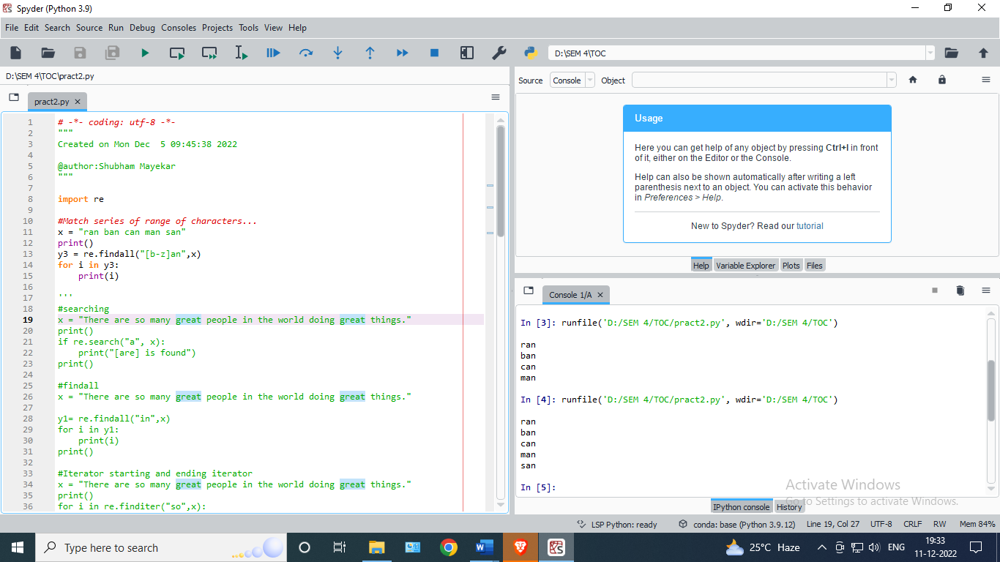 Spyder (Python 3.9)
File Edit Search Source Run Debug Consoles Projects Tools View Help
D:\SEM 4\TOC
D:\SEM 4\TOC\pract2.py
pract2.py
1 # -*- coding: utf-8 -*-
2 """
3 Created on Mon Dec  5 09:45:38 2022
4
5 @author:Shubham Mayekar
6 """
7
8 import re
9
10 #Match series of range of characters...
11 x = "ran ban can man san"
12 print()
13 y3 = re.findall("[b-z]an",x)
14 for i in y3:
15     print(i)
16
17 '''
18 #searching
19 x = "There are so many great people in the world doing great things."
20 print()
21 if re.search("a", x):
22     print("[are] is found")
23 print()
24
25 #findall
26 x = "There are so many great people in the world doing great things."
27
28 y1= re.findall("in",x)
29 for i in y1:
30     print(i)
31 print()
32
33 #Iterator starting and ending iterator
34 x = "There are so many great people in the world doing great things."
35 print()
36 for i in re.finditer("so",x):
Source Console Object
Usage
Here you can get help of any object by pressing Ctrl+I in front
of it, either on the Editor or the Console.
Help can also be shown automatically after writing a left
parenthesis next to an object. You can activate this behavior
in Preferences > Help.
New to Spyder? Read our tutorial
Help Variable Explorer Plots Files
Console 1/A
In [3]: runfile('D:/SEM 4/TOC/pract2.py', wdir='D:/SEM 4/TOC')
ran
ban
can
man
In [4]: runfile('D:/SEM 4/TOC/pract2.py', wdir='D:/SEM 4/TOC')
ran
ban
can
man
san
In [5]:
Activate Windows
Go to Settings to activate Windows.
IPython console History
LSP Python: ready conda: base (Python 3.9.12) Line 19, Col 27 UTF-8 CRLF RW Mem 84%
Type here to search
25°C Haze
ENG
19:33
11-12-2022